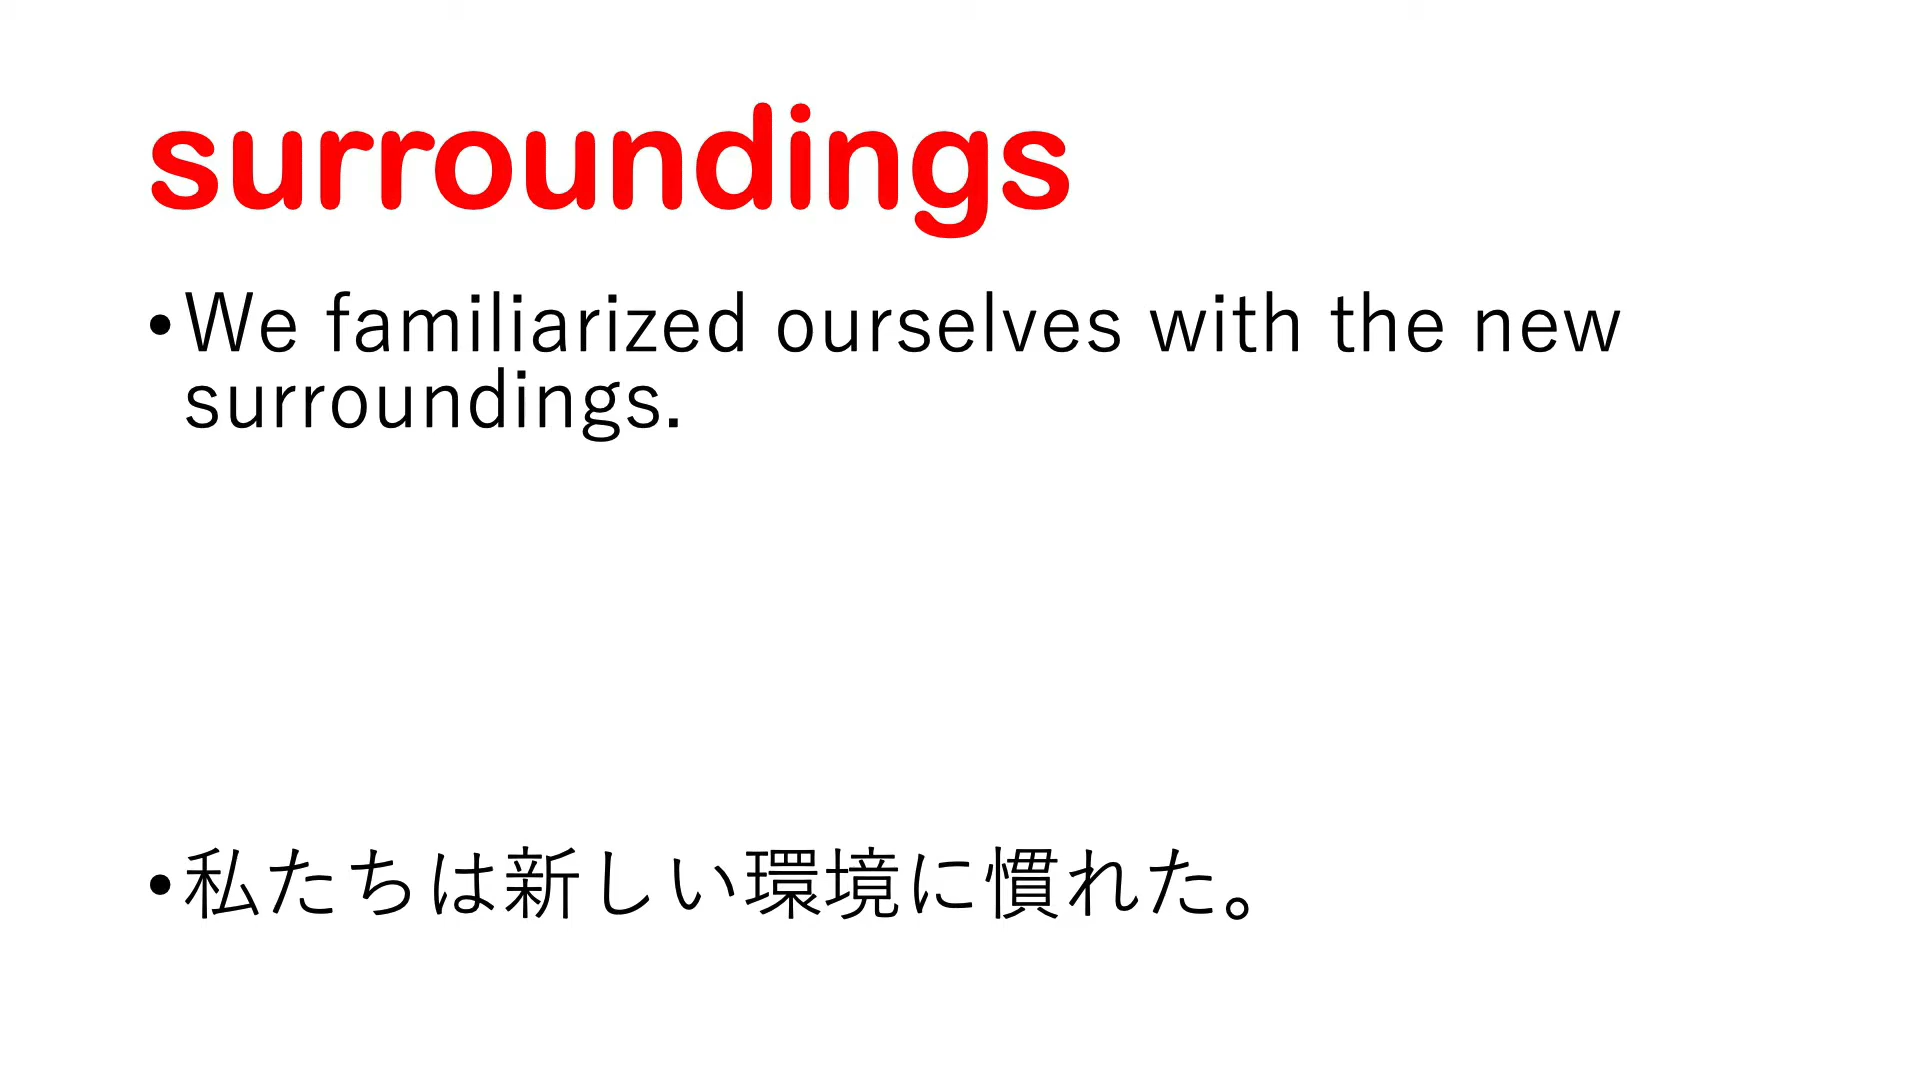 surroundings
•We familiarized ourselves with the new
surroundings.
•私たちは新しい環境に慣れた。